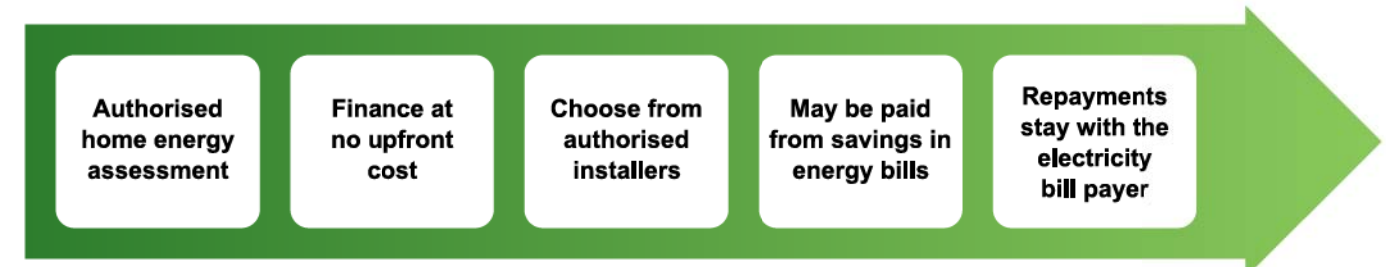 Authorised
home energy
assessment
Finance at
no upfront
cost
Choose from
authorised
installers
May be paid
from savings in
energy bills
Repayments
stay with the
electricity
bill payer